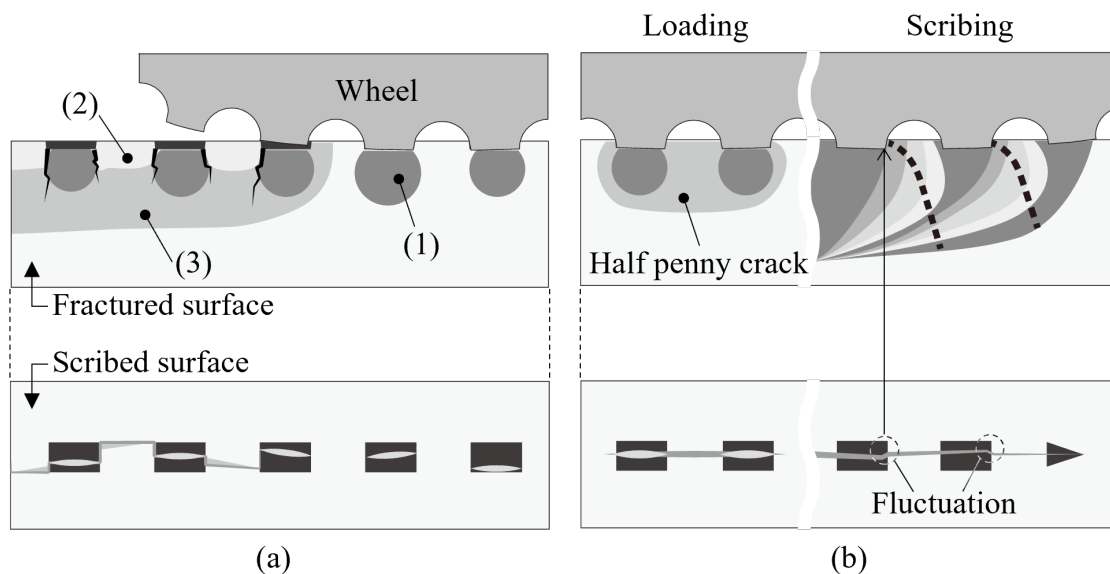 Loading
Scribing
Wheel
(2)
(1)
(3)
Half penny crack
Fractured surface
Scribed surface
Fluctuation
(a)
(b)